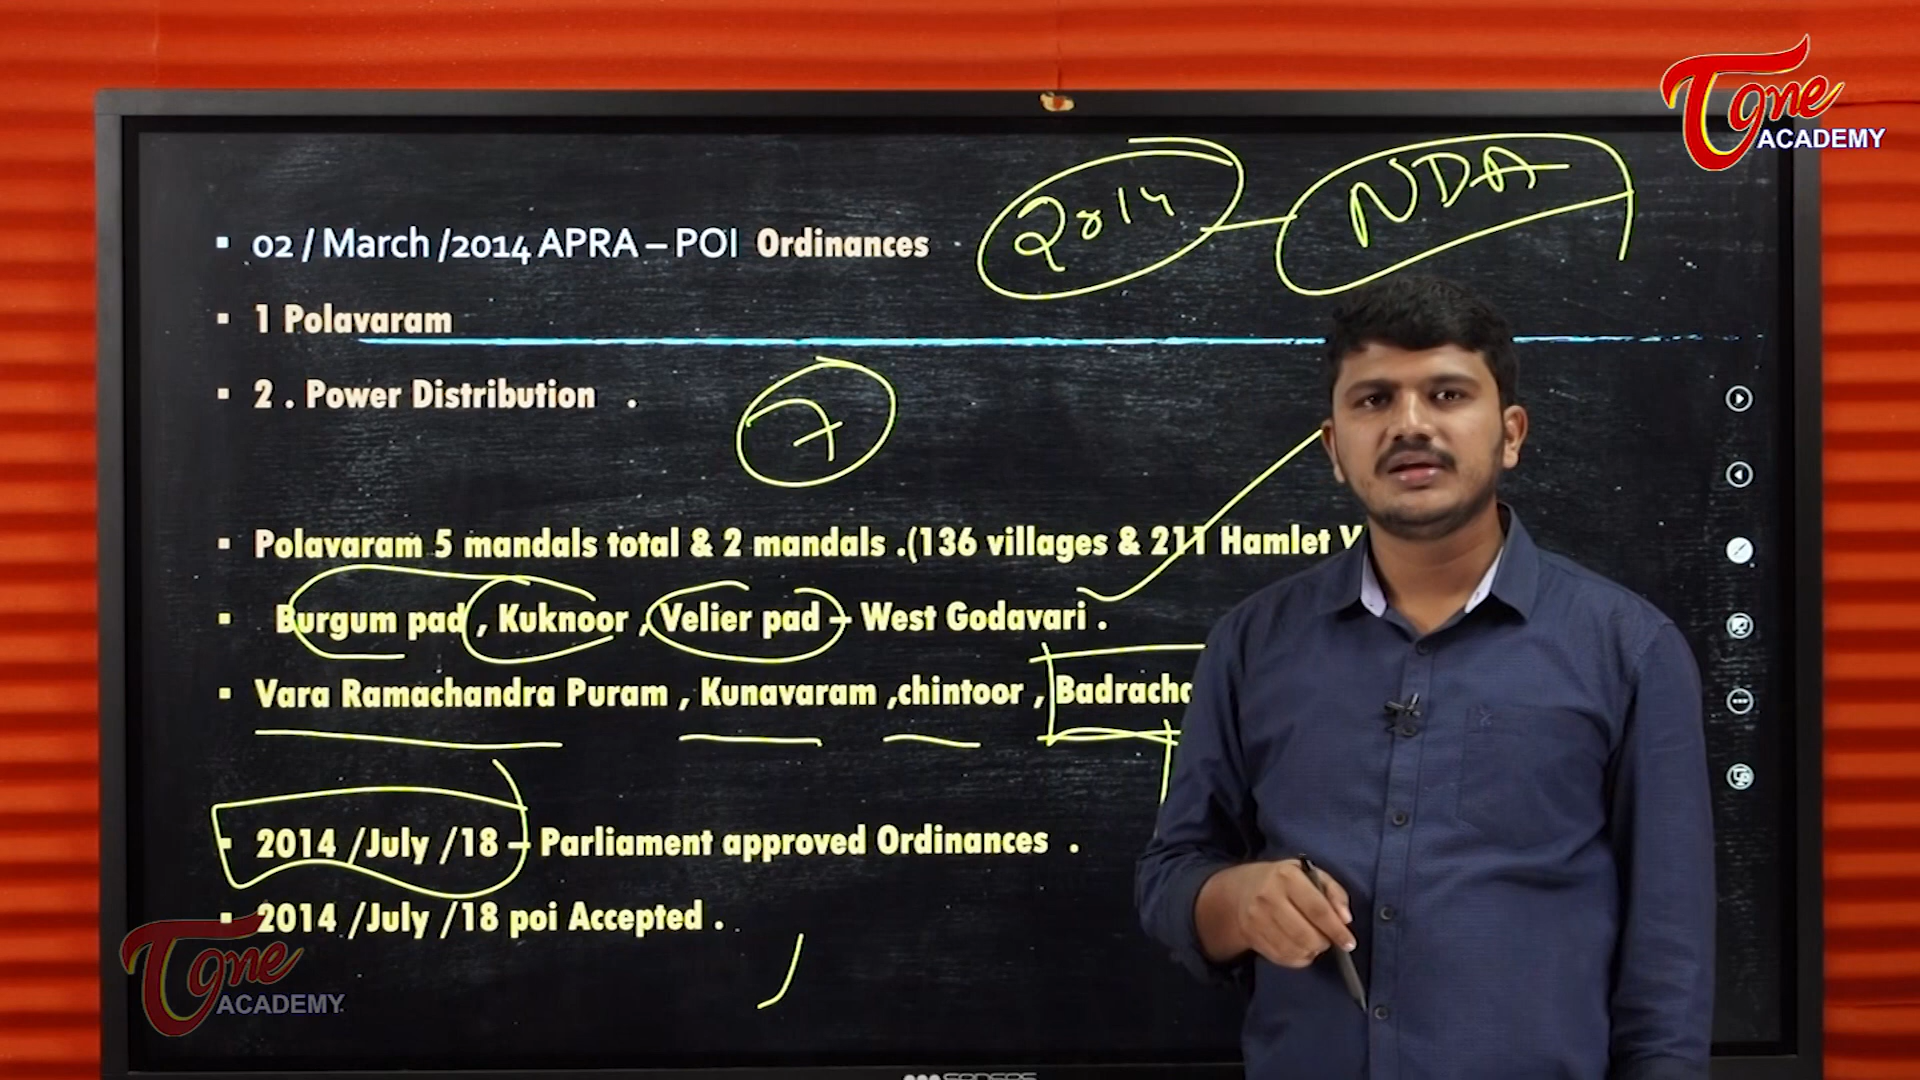 Tone
ACADEMY
2014 NDA
02 / March /2014 APRA – POI Ordinances
1 Polavaram
2 . Power Distribution .
7
Polavaram 5 mandals total & 2 mandals .(136 villages & 211 Hamlet V
Burgum pad , Kuknoor , Velier pad – West Godavari .
Vara Ramachandra Puram , Kunavaram ,chintoor , Badracha
2014 /July /18 – Parliament approved Ordinances .
2014 /July /18 poi Accepted .
Tone
ACADEMY